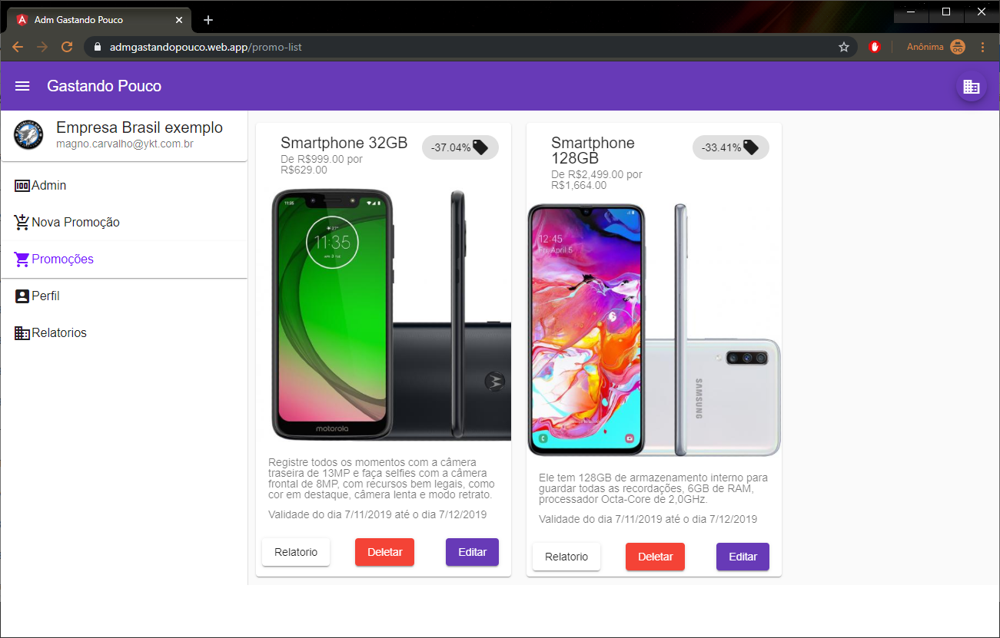 Adm Gastando Pouco
admgastandopouco.web.app/promo-list
Anônima
Gastando Pouco
Empresa Brasil exemplo
magno.carvalho@ykt.com.br
Admin
Nova Promoção
Promoções
Perfil
Relatorios
Smartphone 32GB
De R$999.00 por
R$629.00
-37.04%
11:35
11:35
motorola
Registre todos os momentos com a câmera
traseira de 13MP e faça selfies com a câmera
frontal de 8MP, com recursos bem legais, como
cor em destaque, câmera lenta e modo retrato.
Validade do dia 7/11/2019 até o dia 7/12/2019
Relatorio
Deletar
Editar
Smartphone
128GB
De R$2,499.00 por
R$1,664.00
-33.41%
12:45
Fri, April 5
SAMSUNG
Ele tem 128GB de armazenamento interno para
guardar todas as recordações, 6GB de RAM,
processador Octa-Core de 2,0GHz.
Validade do dia 7/11/2019 até o dia 7/12/2019
Relatorio
Deletar
Editar